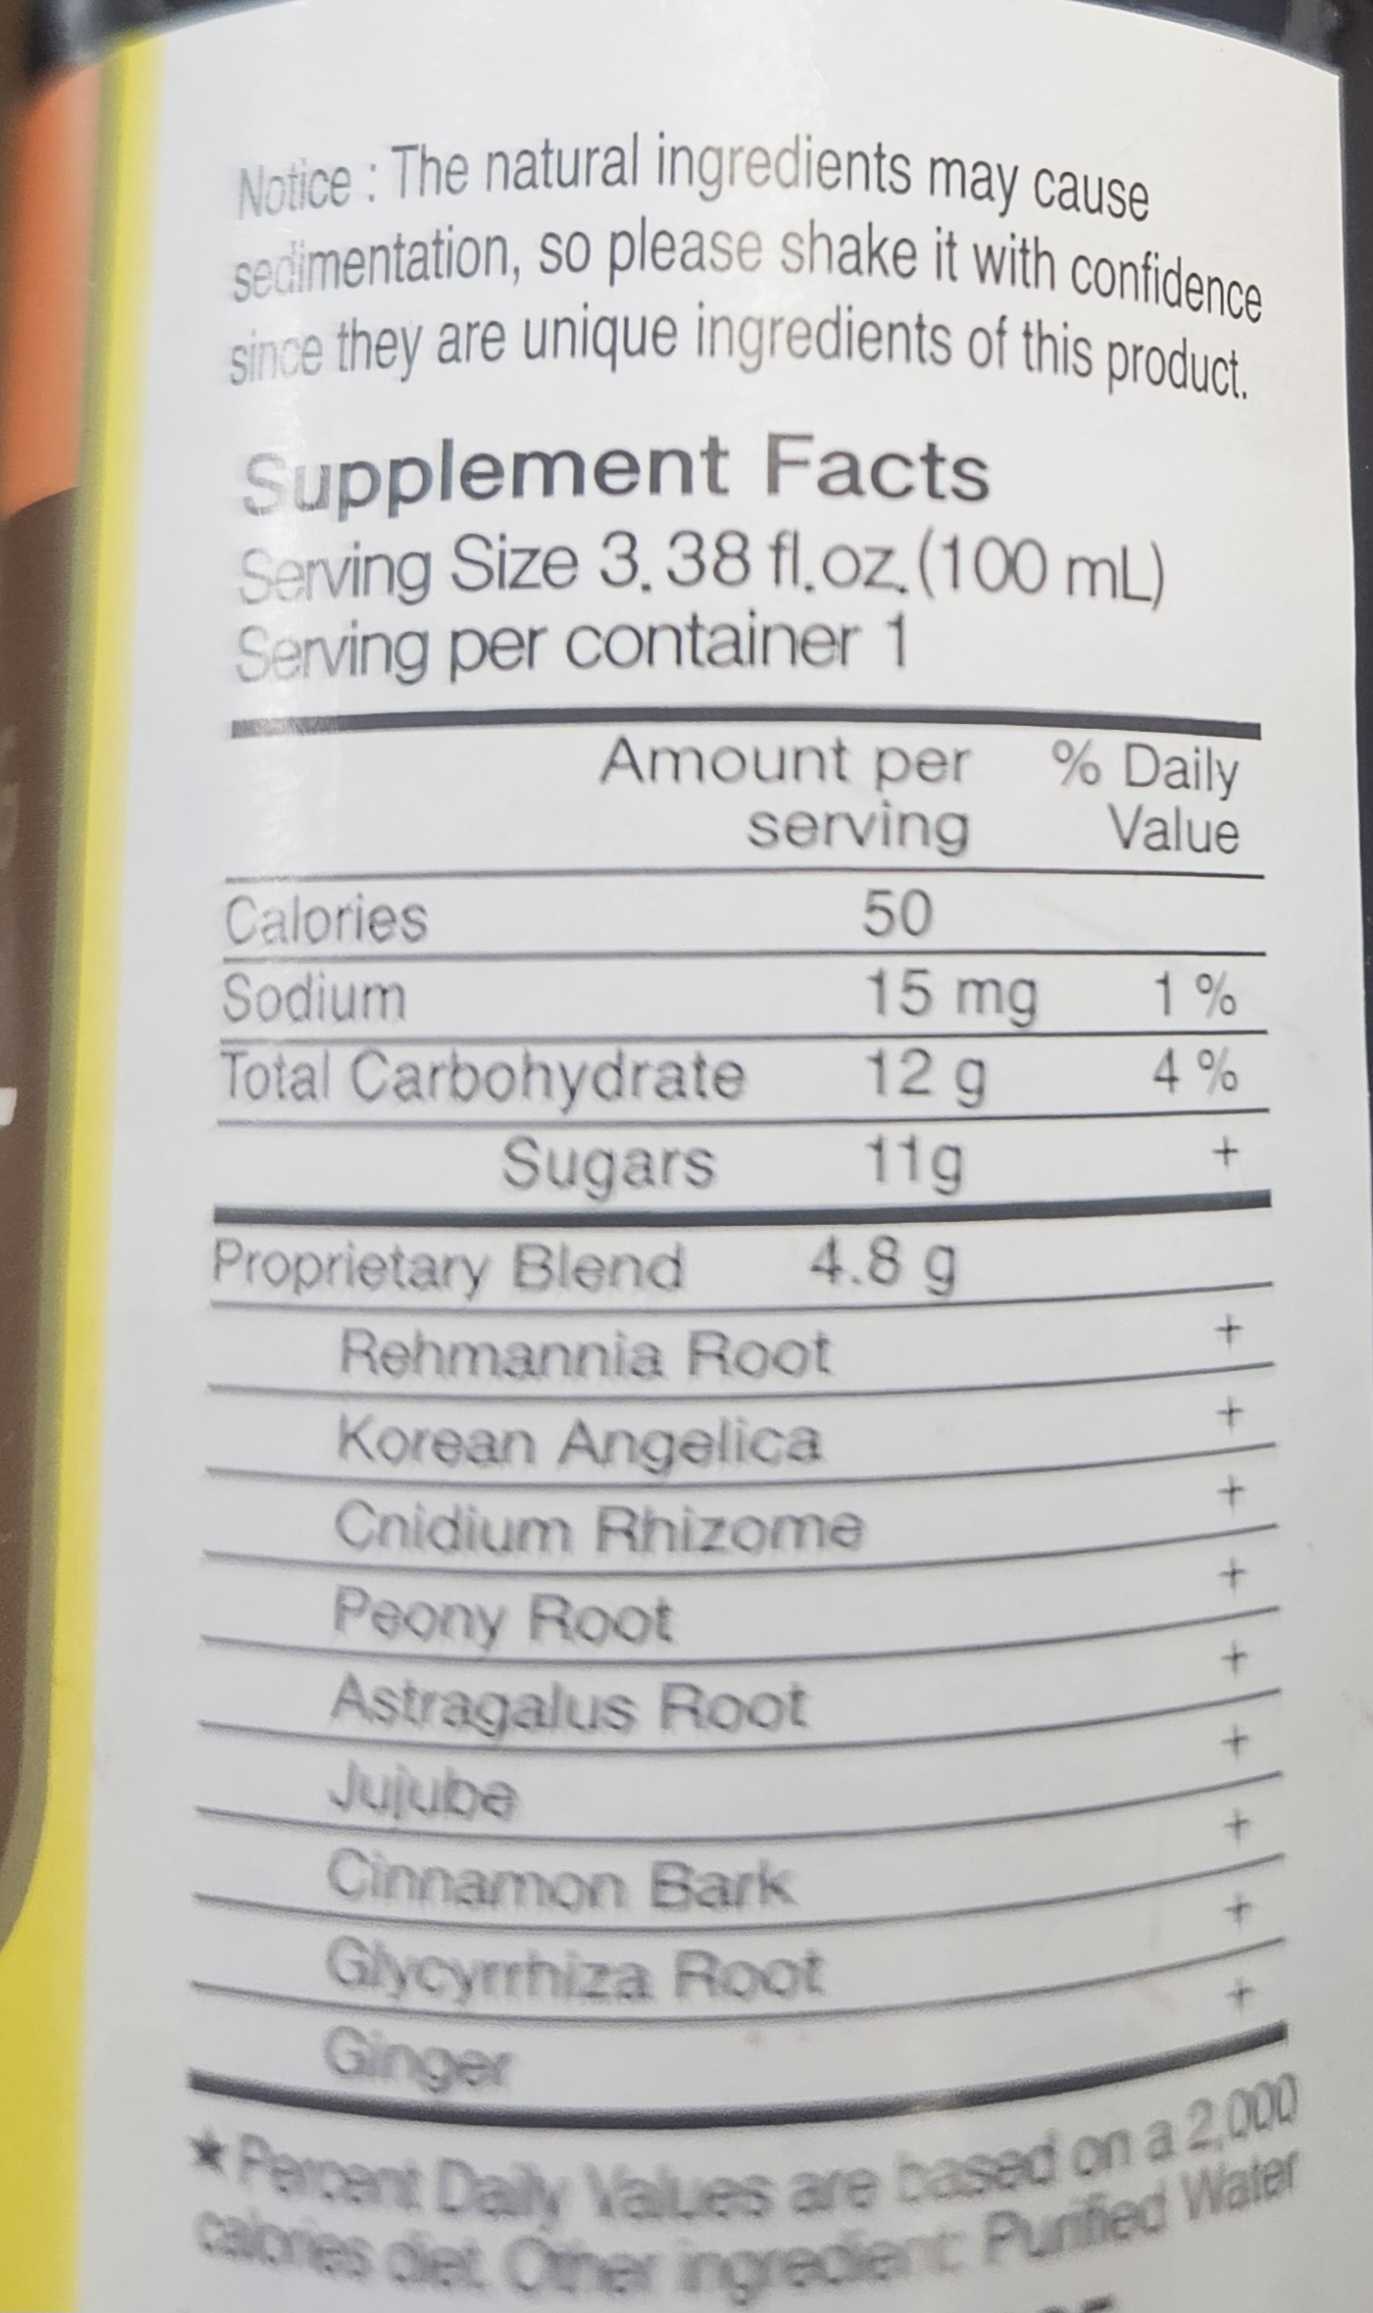 Notice : The natural ingredients may cause
sedimentation, so please shake it with confidence
since they are unique ingredients of this product.
Supplement Facts
Serving Size 3.38 fl.oz.(100 mL)
Serving per container 1
Amount per % Daily
serving Value
Calories 50
Sodium 15 mg 1 %
Total Carbohydrate 12 g 4 %
Sugars 11g +
Proprietary Blend 4.8 g
Rehmannia Root +
Korean Angelica +
Cnidium Rhizome +
Peony Root +
Astragalus Root +
Jujube +
Cinnamon Bark +
Glycyrrhiza Root +
Ginger +
★Percent Daily Values are based on a 2,000
calories diet. Other ingredient: Purified Water